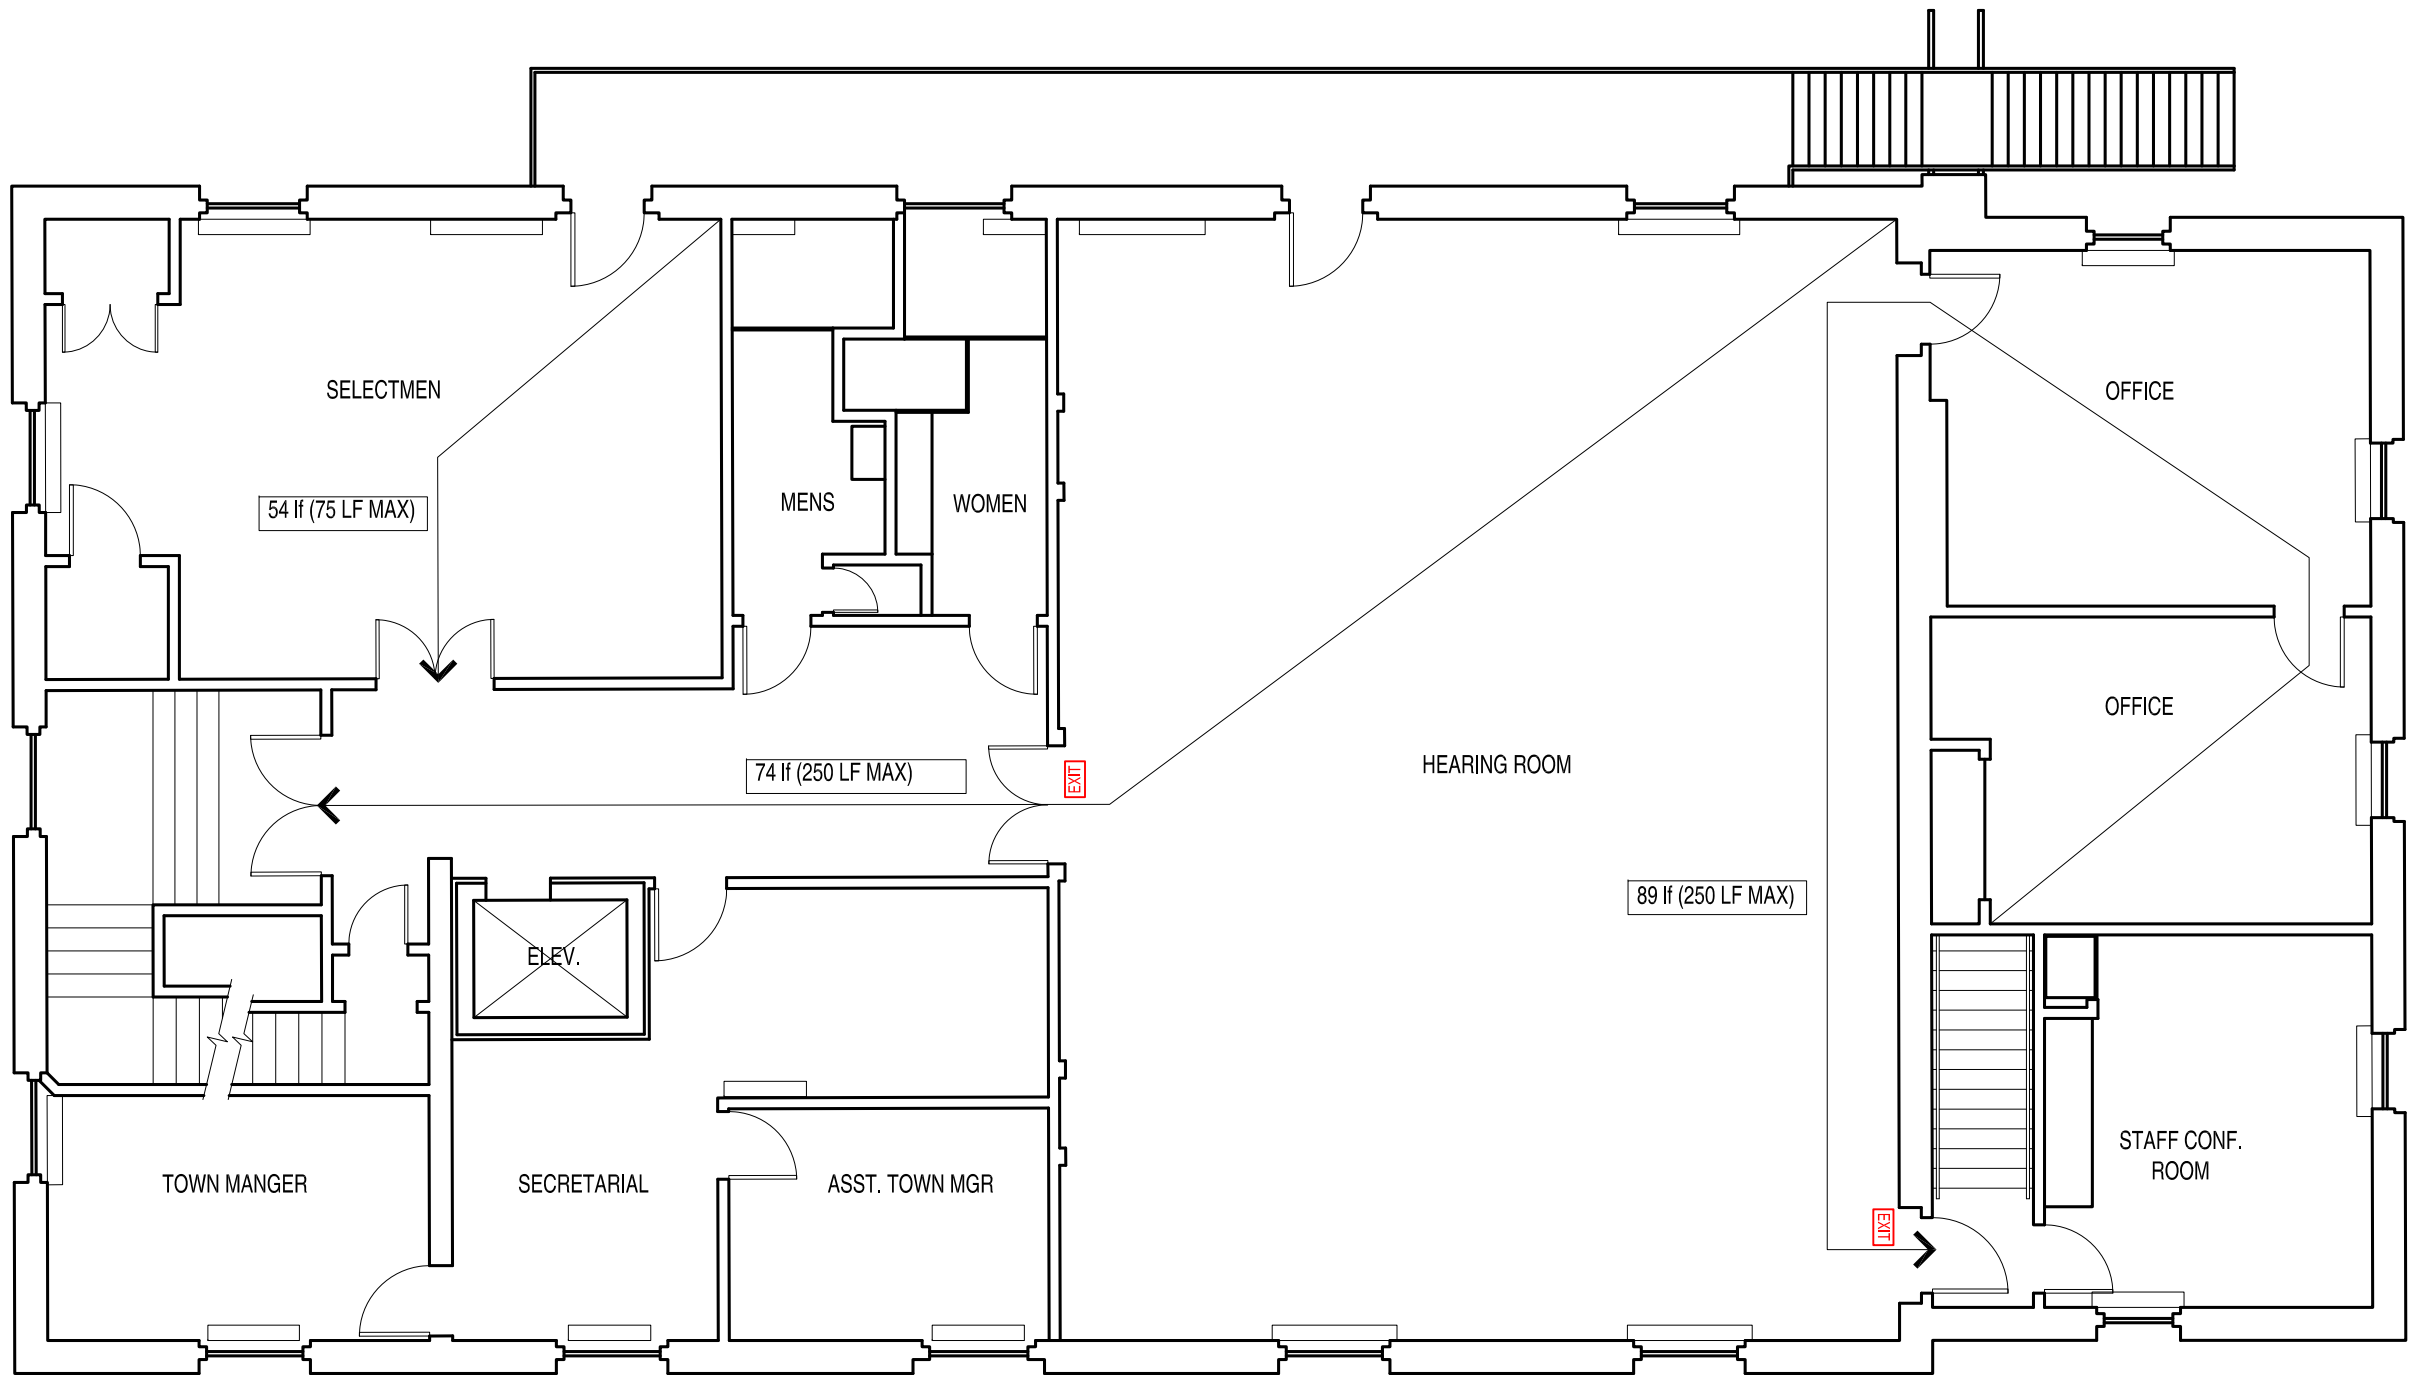 SELECTMEN
OFFICE
54 lf (75 LF MAX)
MENS
WOMEN
OFFICE
74 lf (250 LF MAX)
EXIT
HEARING ROOM
89 lf (250 LF MAX)
ELEV.
STAFF CONF.
ROOM
TOWN MANGER
SECRETARIAL
ASST. TOWN MGR
EXIT